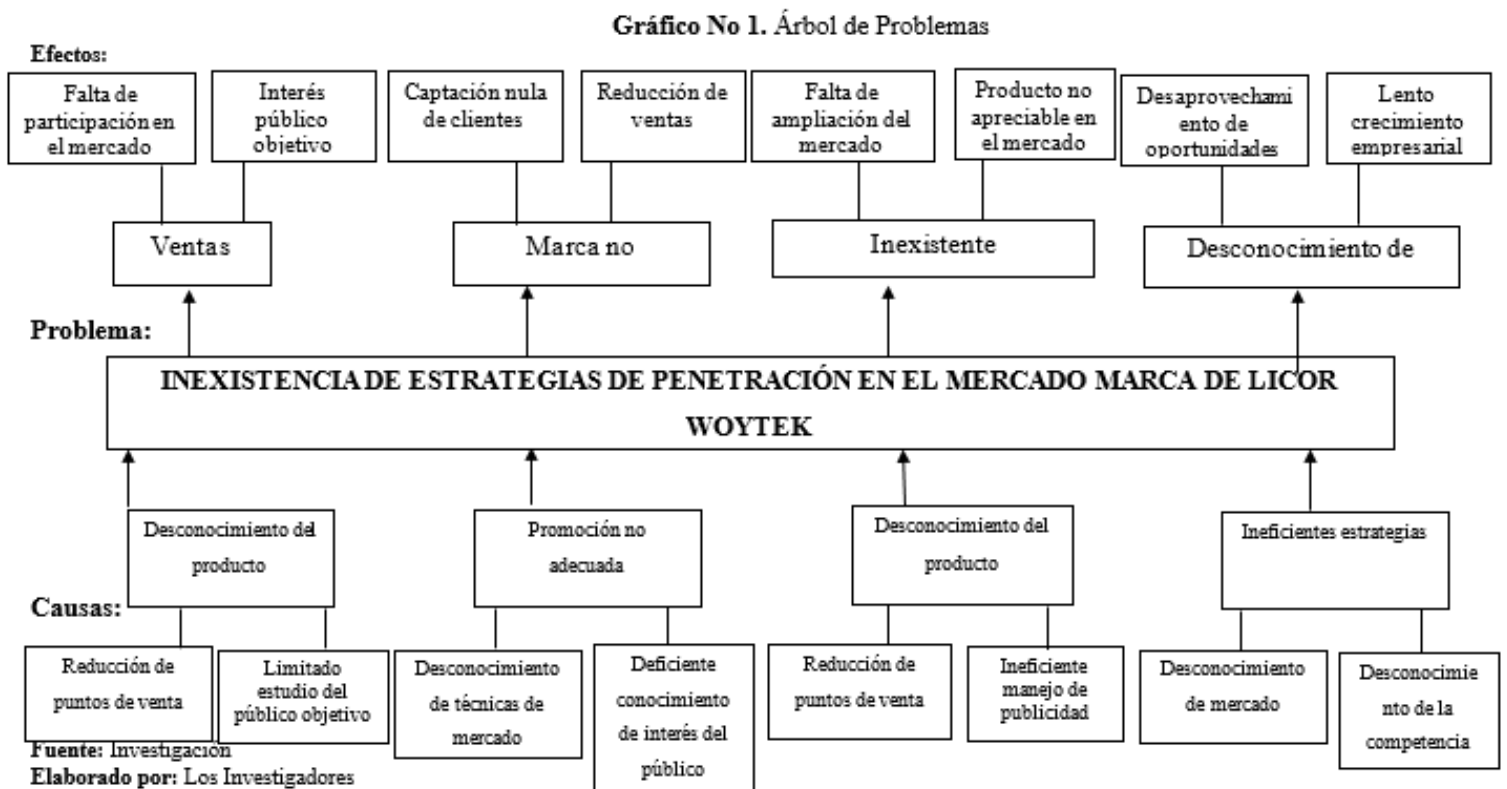 Gráfico No 1. Árbol de Problemas
Efectos:
Falta de
participación en
el mercado
Interés
público
objetivo
Captación nula
de clientes
Reducción de
ventas
Falta de
ampliación del
mercado
Producto no
apreciable en
el mercado
Desaprovechami
ento de
oportunidades
Lento
crecimiento
empresarial
Ventas
Marca no
Inexistente
Desconocimiento de
Problema:
INEXISTENCIA DE ESTRATEGIAS DE PENETRACIÓN EN EL MERCADO MARCA DE LICOR
WOYTEK
Desconocimiento del
producto
Promoción no
adecuada
Desconocimiento del
producto
Ineficientes estrategias
Causas:
Reducción de
puntos de venta
Limitado
estudio del
público objetivo
Desconocimiento
de técnicas de
mercado
Deficiente
conocimiento
de interés del
público
Reducción de
puntos de venta
Ineficiente
manejo de
publicidad
Desconocimiento
de mercado
Desconocimie
nto de la
competencia
Fuente: Investigación
Elaborado por: Los Investigadores